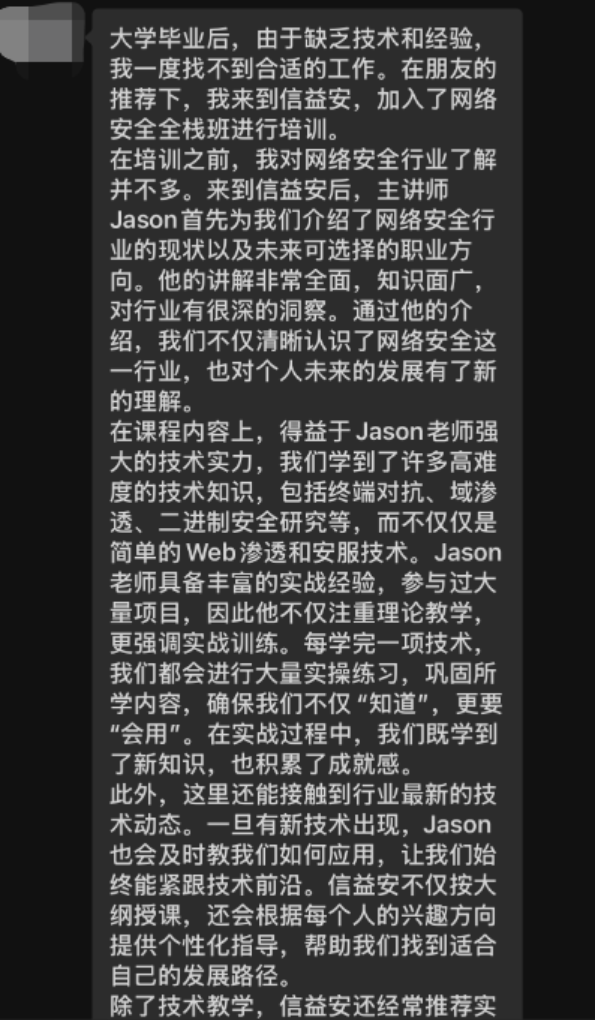 大学毕业后，由于缺乏技术和经验，
我一度找不到合适的工作。在朋友的
推荐下，我来到信益安，加入了网络
安全全栈班进行培训。
在培训之前，我对网络安全行业了解
并不多。来到信益安后，主讲师
Jason首先为我们介绍了网络安全行
业的现状以及未来可选择的职业方
向。他的讲解非常全面，知识面广，
对行业有很深的洞察。通过他的介
绍，我们不仅清晰认识了网络安全这
一行业，也对个人未来的发展有了新
的理解。
在课程内容上，得益于Jason老师强
大的技术实力，我们学到了许多高难
度的技术知识，包括终端对抗、域渗
透、二进制安全研究等，而不仅仅是
简单的Web渗透和安服技术。Jason
老师具备丰富的实战经验，参与过大
量项目，因此他不仅注重理论教学，
更强调实战训练。每学完一项技术，
我们都会进行大量实操练习，巩固所
学内容，确保我们不仅“知道”，更要
“会用”。在实战过程中，我们既学到
了新知识，也积累了成就感。
此外，这里还能接触到行业最新的技
术动态。一旦有新技术出现，Jason
也会及时教我们如何应用，让我们始
终能紧跟技术前沿。信益安不仅按大
纲授课，还会根据每个人的兴趣方向
提供个性化指导，帮助我们找到适合
自己的发展路径。
除了技术教学，信益安还经常推荐实